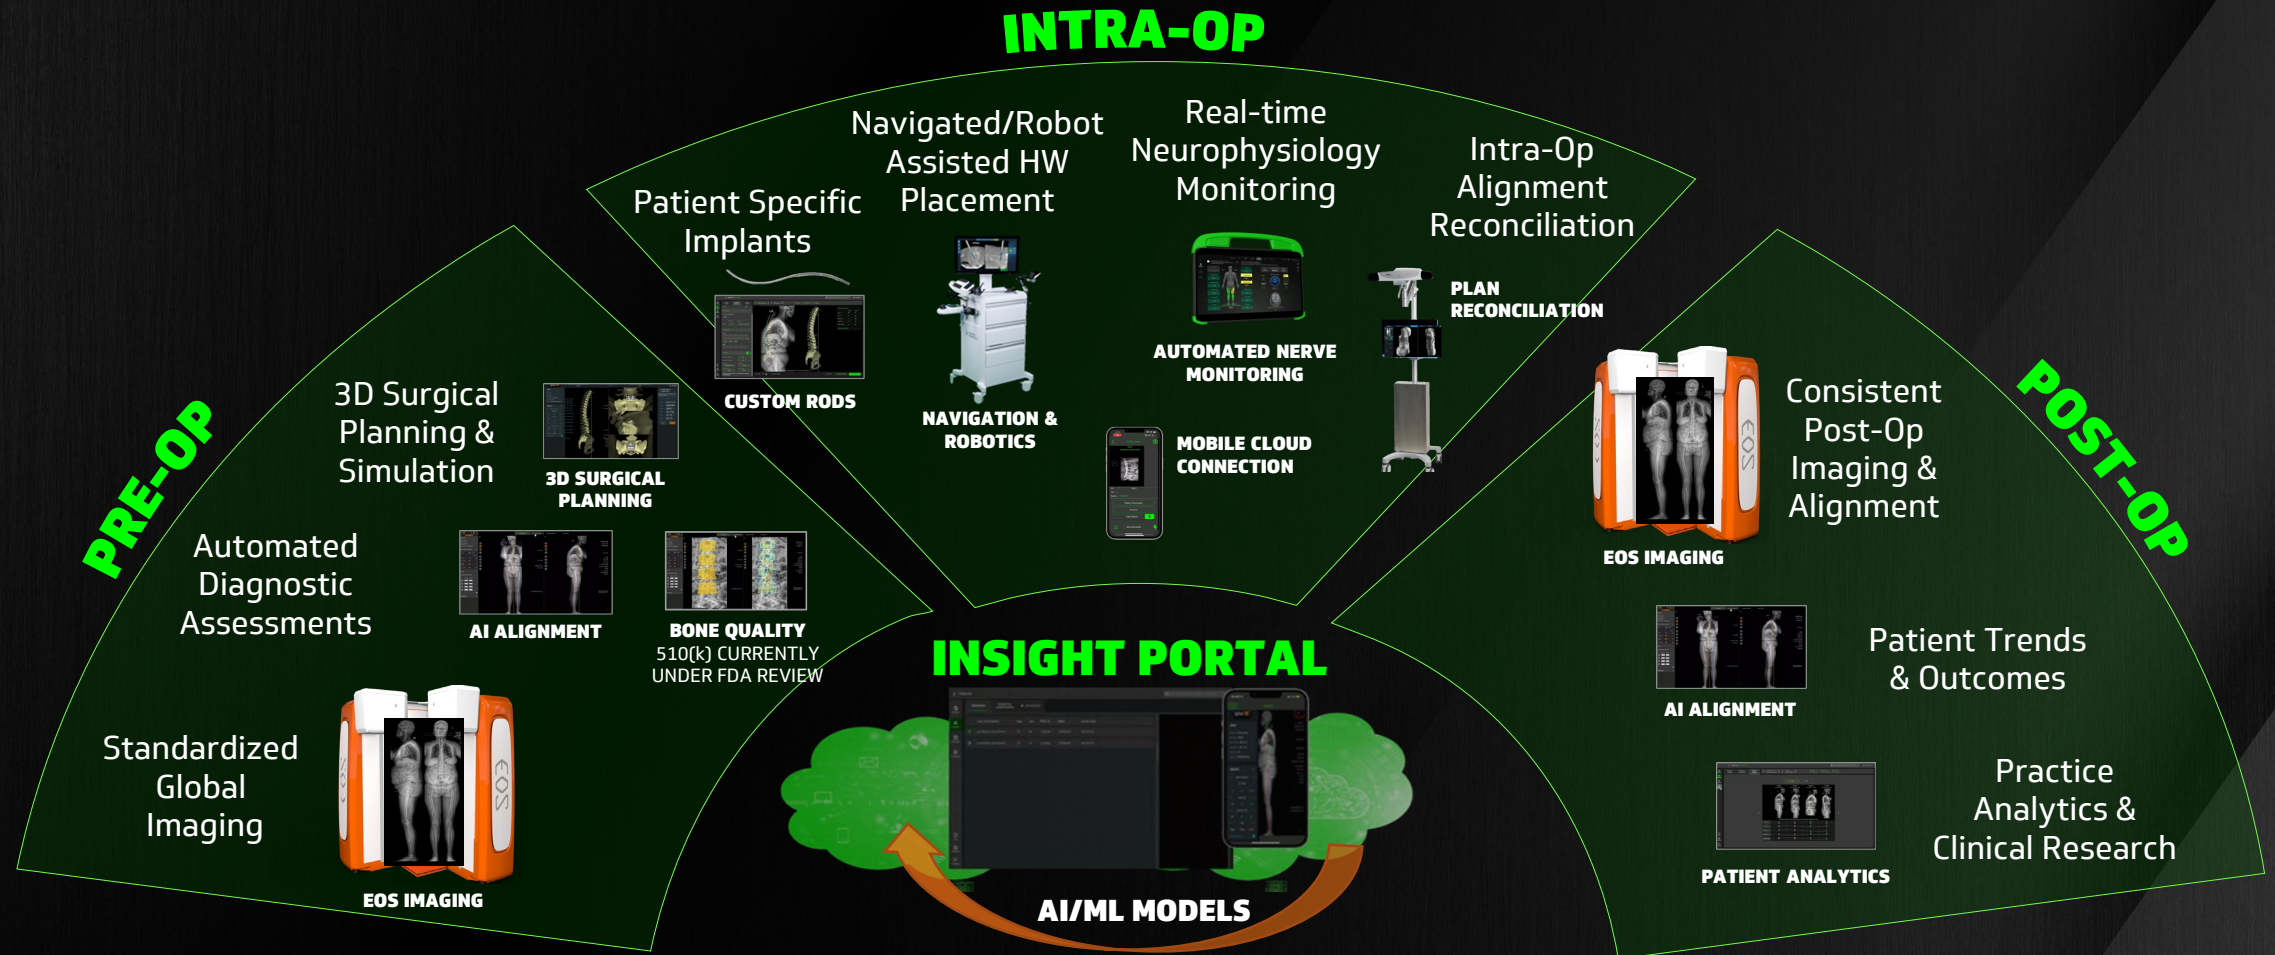 INTRA-OP
Patient Specific
Implants
CUSTOM RODS
Navigated/Robot
Assisted HW
Placement
NAVIGATION &
ROBOTICS
Real-time
Neurophysiology
Monitoring
AUTOMATED NERVE
MONITORING
MOBILE CLOUD
CONNECTION
Intra-Op
Alignment
Reconciliation
PLAN
RECONCILIATION
PRE-OP
3D Surgical
Planning &
Simulation
3D SURGICAL
PLANNING
Automated
Diagnostic
Assessments
AI ALIGNMENT
BONE QUALITY
510(k) CURRENTLY
UNDER FDA REVIEW
Standardized
Global
Imaging
EOS
EOS IMAGING
INSIGHT PORTAL
AI/ML MODELS
POST-OP
EOS
EOS IMAGING
Consistent
Post-Op
Imaging &
Alignment
AI ALIGNMENT
Patient Trends
& Outcomes
PATIENT ANALYTICS
Practice
Analytics &
Clinical Research